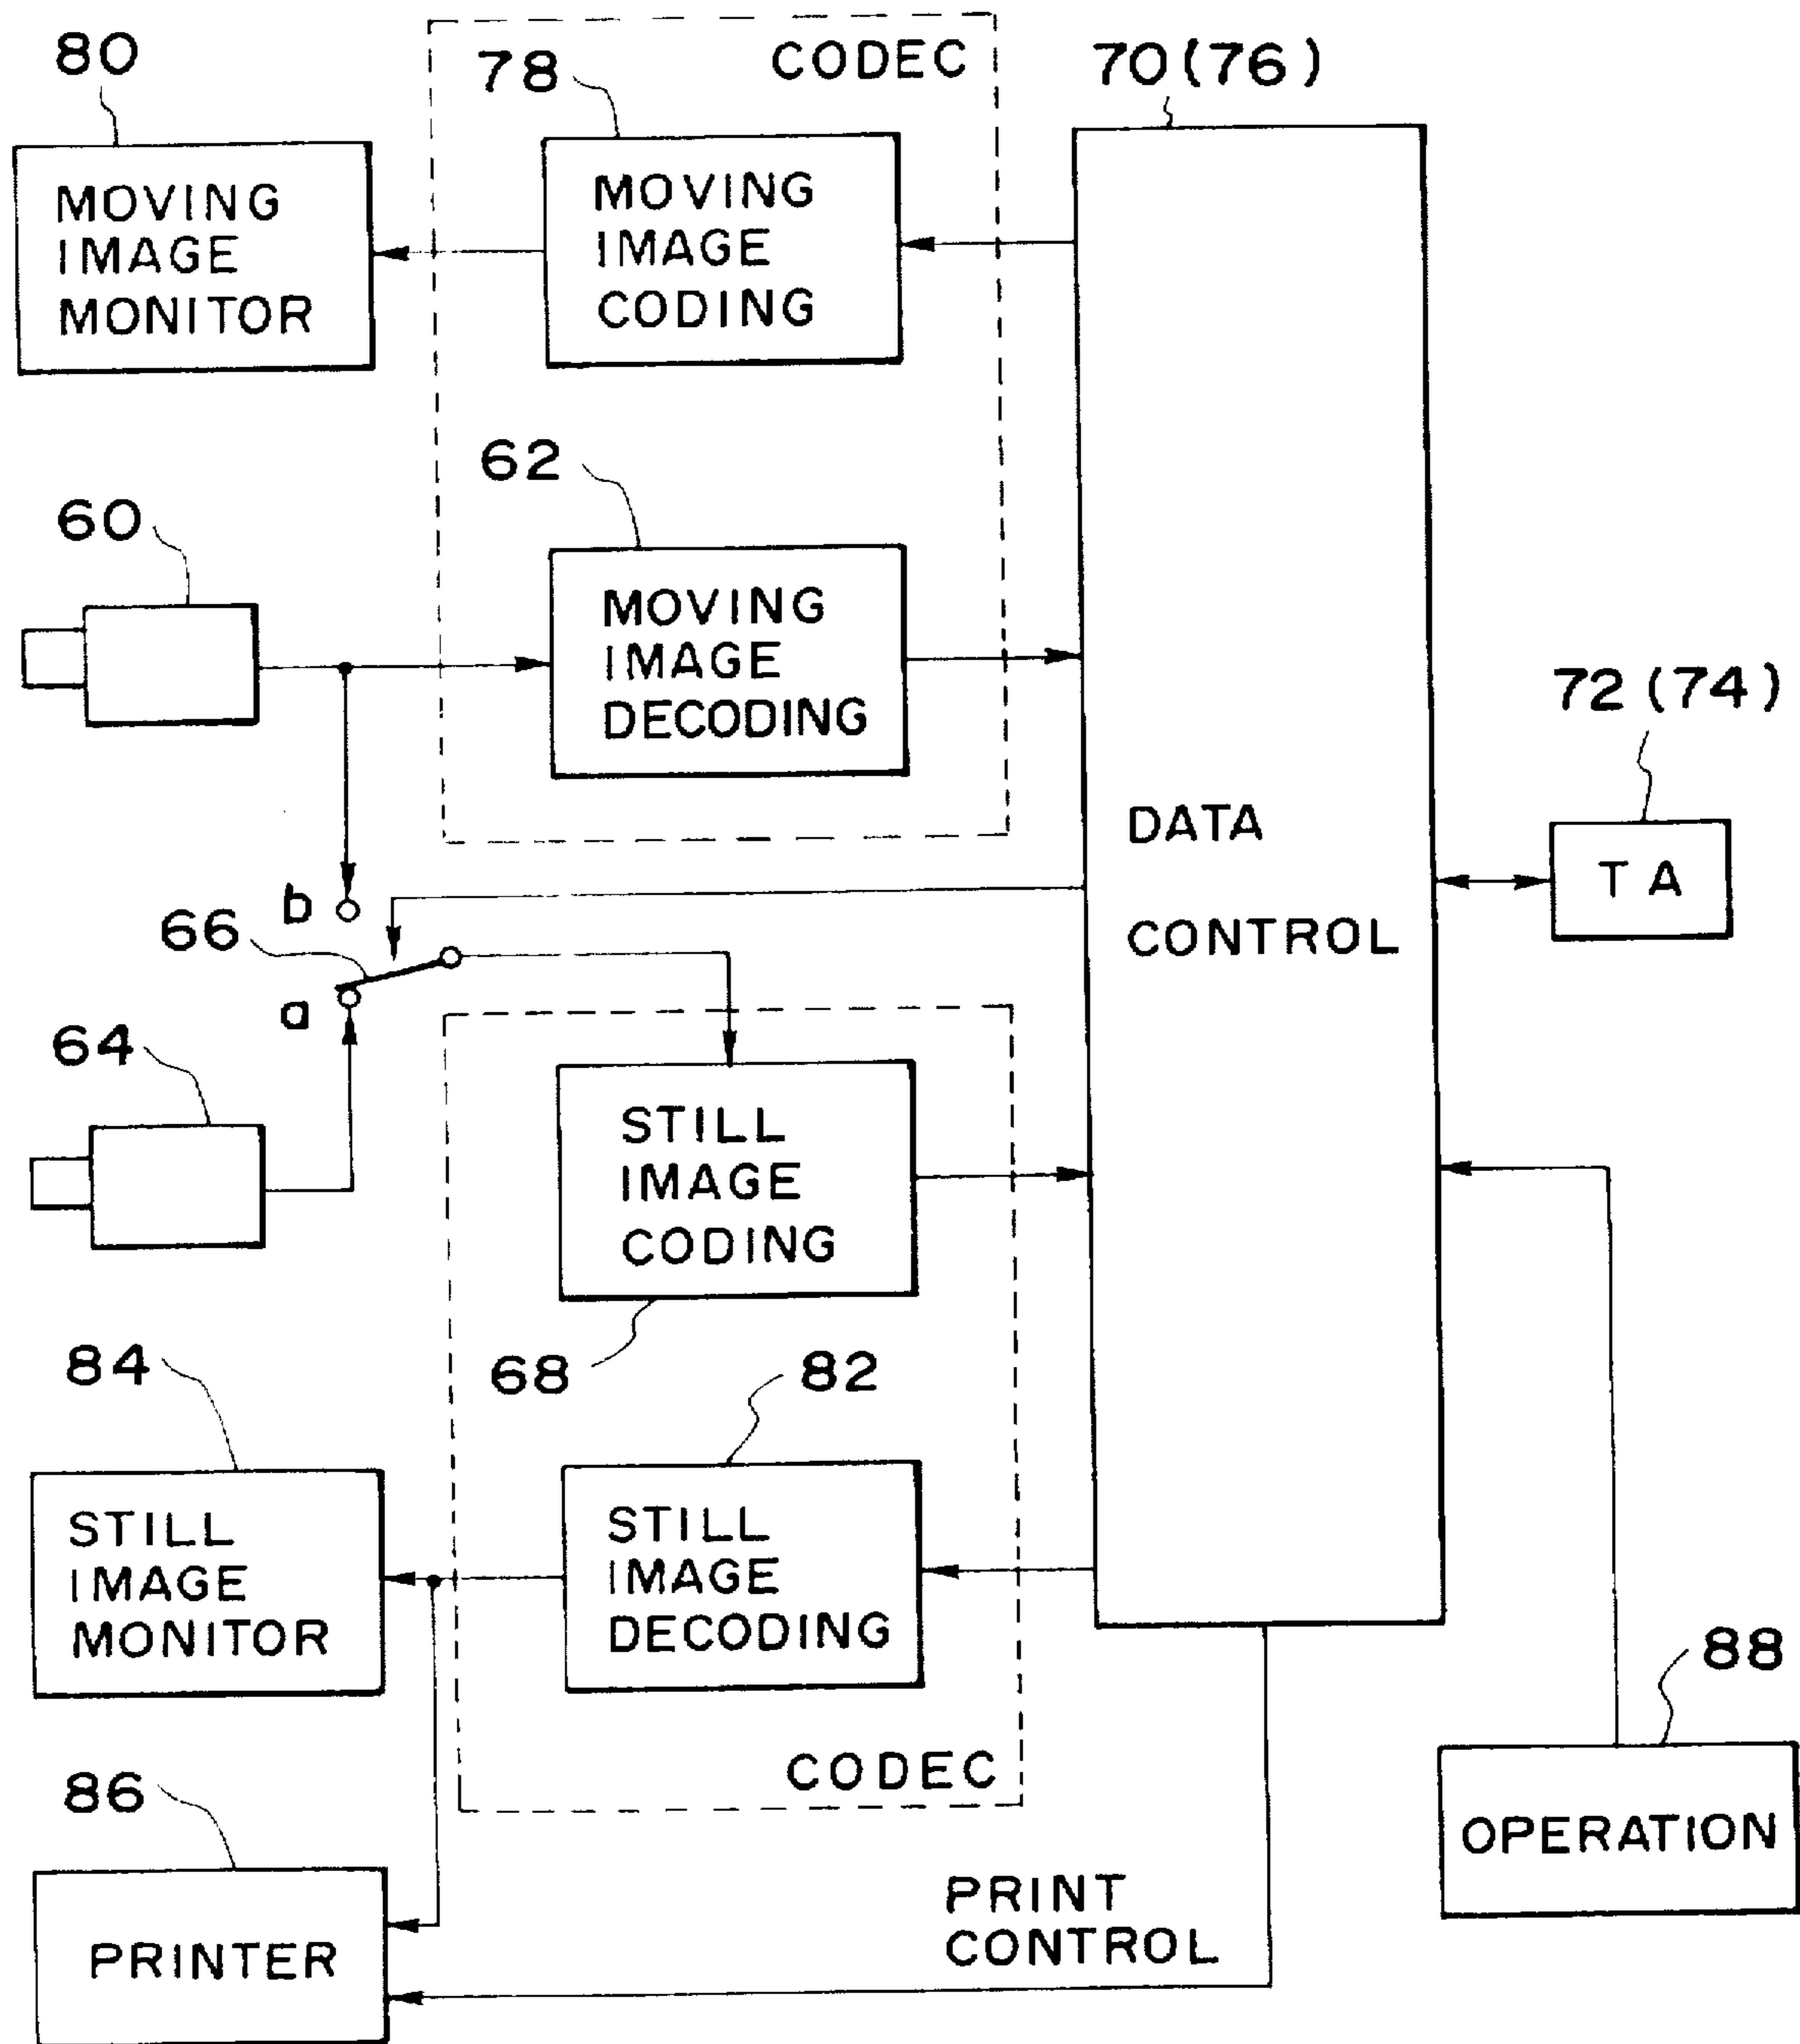 CODEC
80
78
70(76)
MOVING
IMAGE
MONITOR
MOVING
IMAGE
CODING
62
60
MOVING
IMAGE
DECODING
72(74)
DATA
CONTROL
TA
b
66
a
64
STILL
IMAGE
CODING
68
82
84
STILL
IMAGE
MONITOR
STILL
IMAGE
DECODING
88
CODEC
86
OPERATION
PRINT
CONTROL
PRINTER